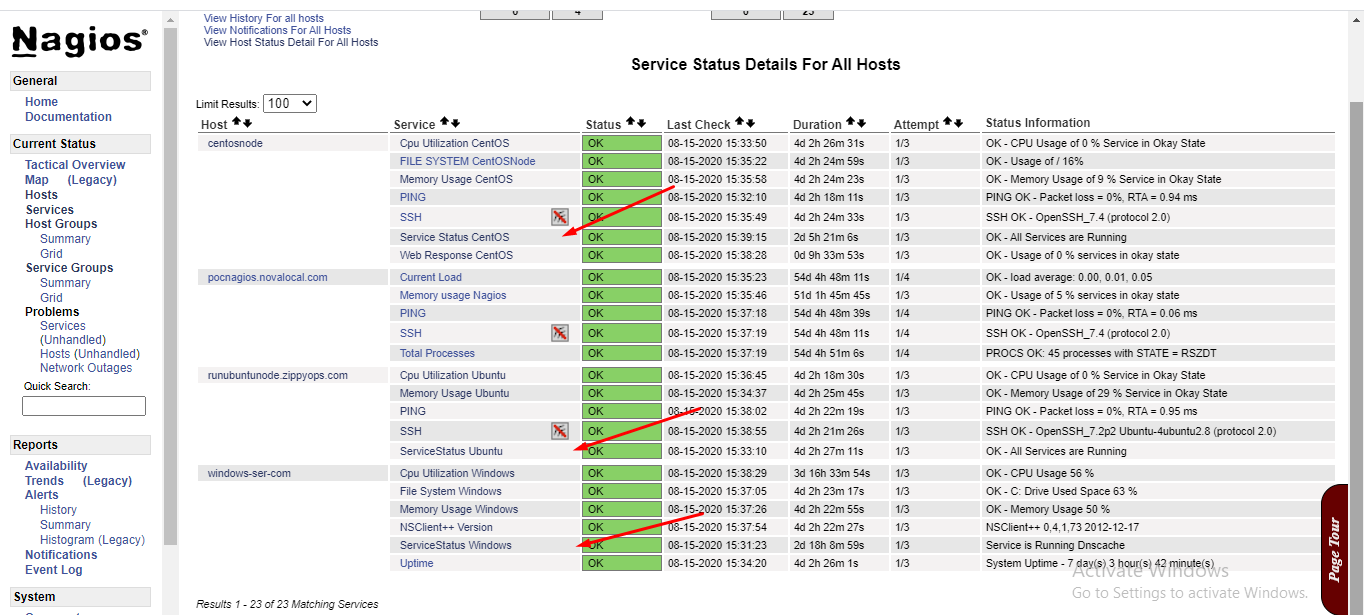 View History For all hosts
View Notifications For All Hosts
View Host Status Detail For All Hosts
0 4 0 23
Nagios®
General
Home
Documentation
Current Status
Tactical Overview
Map (Legacy)
Hosts
Services
Host Groups
Summary
Grid
Service Groups
Summary
Grid
Problems
Services
(Unhandled)
Hosts (Unhandled)
Network Outages
Quick Search:
Reports
Availability
Trends (Legacy)
Alerts
History
Summary
Histogram (Legacy)
Notifications
Event Log
System
Service Status Details For All Hosts
Limit Results: 100
Host Service Status Last Check Duration Attempt Status Information
centosnode Cpu Utilization CentOS OK 08-15-2020 15:33:50 4d 2h 26m 31s 1/3 OK - CPU Usage of 0 % Service in Okay State
FILE SYSTEM CentOSNode OK 08-15-2020 15:35:22 4d 2h 24m 59s 1/3 OK - Usage of / 16%
Memory Usage CentOS OK 08-15-2020 15:35:58 4d 2h 24m 23s 1/3 OK - Memory Usage of 9 % Service in Okay State
PING OK 08-15-2020 15:32:10 4d 2h 18m 11s 1/3 PING OK - Packet loss = 0%, RTA = 0.94 ms
SSH OK 08-15-2020 15:35:49 4d 2h 24m 33s 1/3 SSH OK - OpenSSH_7.4 (protocol 2.0)
Service Status CentOS OK 08-15-2020 15:39:15 2d 5h 21m 6s 1/3 OK - All Services are Running
Web Response CentOS OK 08-15-2020 15:38:28 0d 9h 33m 53s 1/3 OK - Usage of 0 % services in okay state
pocnagios.novalocal.com Current Load OK 08-15-2020 15:35:23 54d 4h 48m 11s 1/4 OK - load average: 0.00, 0.01, 0.05
Memory usage Nagios OK 08-15-2020 15:35:46 51d 1h 45m 45s 1/3 OK - Usage of 5 % services in okay state
PING OK 08-15-2020 15:37:18 54d 4h 48m 39s 1/3 PING OK - Packet loss = 0%, RTA = 0.06 ms
SSH OK 08-15-2020 15:37:19 54d 4h 48m 11s 1/4 SSH OK - OpenSSH_7.4 (protocol 2.0)
Total Processes OK 08-15-2020 15:37:19 54d 4h 51m 6s 1/4 PROCS OK: 45 processes with STATE = RSZDT
runubuntunode.zippyops.com Cpu Utilization Ubuntu OK 08-15-2020 15:36:45 4d 2h 18m 30s 1/3 OK - CPU Usage of 0 % Service in Okay State
Memory Usage Ubuntu OK 08-15-2020 15:34:37 4d 2h 25m 45s 1/3 OK - Memory Usage of 29 % Service in Okay State
PING OK 08-15-2020 15:38:02 4d 2h 22m 19s 1/3 PING OK - Packet loss = 0%, RTA = 0.95 ms
SSH OK 08-15-2020 15:38:55 4d 2h 21m 26s 1/3 SSH OK - OpenSSH_7.2p2 Ubuntu-4ubuntu2.8 (protocol 2.0)
ServiceStatus Ubuntu OK 08-15-2020 15:33:10 4d 2h 27m 11s 1/3 OK - All Services are Running
windows-ser-com Cpu Utilization Windows OK 08-15-2020 15:38:29 3d 16h 33m 54s 1/3 OK - CPU Usage 56 %
File System Windows OK 08-15-2020 15:37:05 4d 2h 23m 17s 1/3 OK - C: Drive Used Space 63 %
Memory Usage Windows OK 08-15-2020 15:37:26 4d 2h 22m 55s 1/3 OK - Memory Usage 50 %
NSClient++ Version OK 08-15-2020 15:37:54 4d 2h 22m 27s 1/3 NSClient++ 0,4,1,73 2012-12-17
ServiceStatus Windows OK 08-15-2020 15:31:23 2d 18h 8m 59s 1/3 Service is Running Dnscache
Uptime OK 08-15-2020 15:34:20 4d 2h 26m 1s 1/3 System Uptime - 7 day(s) 3 hour(s) 42 minute(s)
Results 1 - 23 of 23 Matching Services
Page Tour
Activate Windows
Go to Settings to activate Windows.